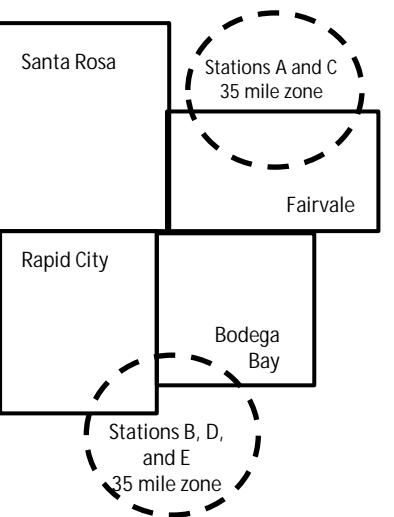 Santa Rosa
Stations A and C
35 mile zone
Fairvale
Rapid City
Bodega
Bay
Stations B, D,
and E
35 mile zone